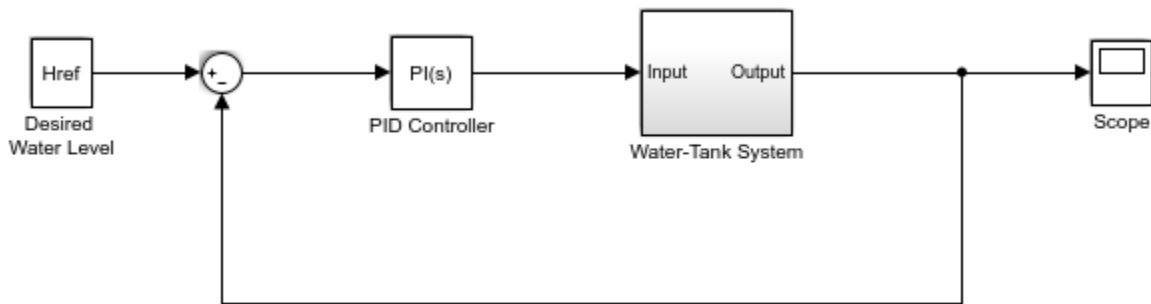 Href
Desired
Water Level
+
−
PI(s)
PID Controller
Input
Output
Water-Tank System
Scope